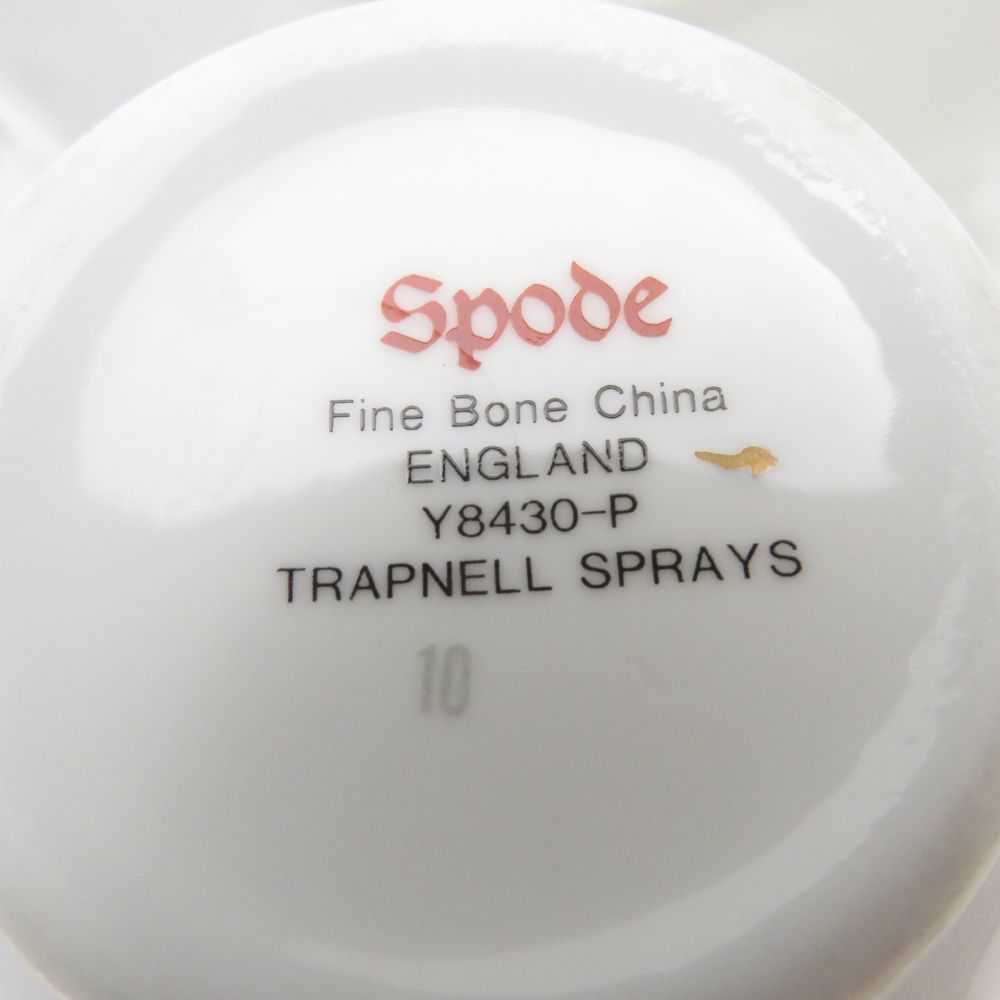 Spode
Fine Bone China
ENGLAND
Y8430-P
TRAPNELL SPRAYS
10